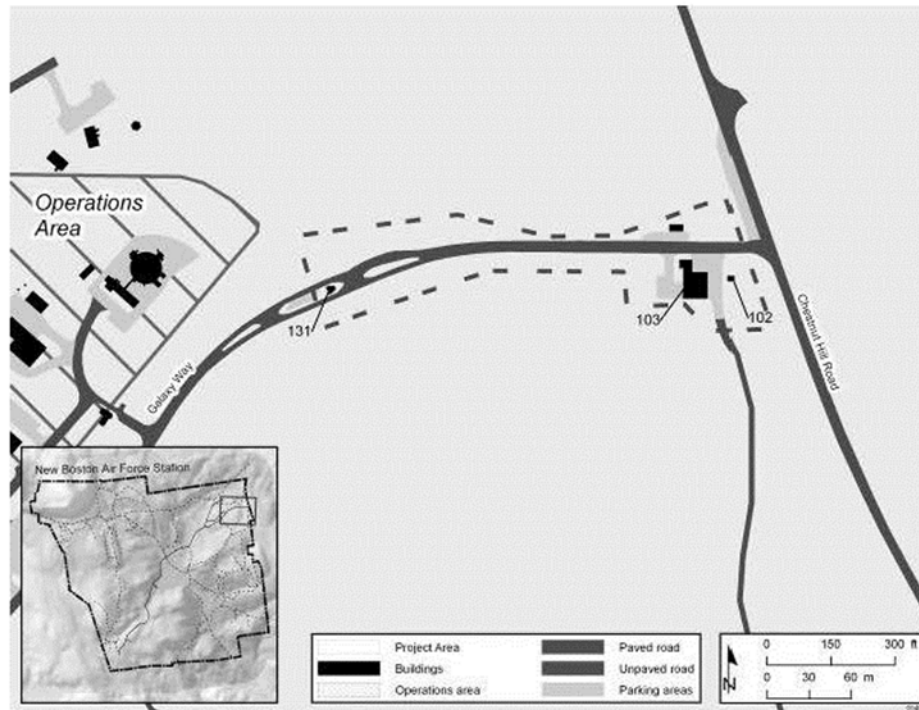 Operations
Area
131
103
102
Galaxy Way
Chestnut Hill Road
New Boston Air Force Station
Project Area
Buildings
Operations area
Paved road
Unpaved road
Parking areas
N
0 150 300 ft
0 30 60 m